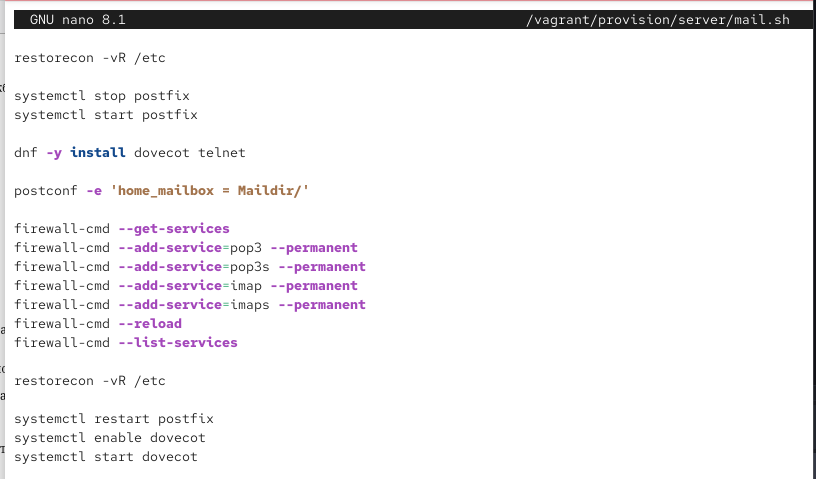 GNU nano 8.1 /vagrant/provision/server/mail.sh
restorecon -vR /etc
systemctl stop postfix
systemctl start postfix
dnf -y install dovecot telnet
postconf -e 'home_mailbox = Maildir/'
firewall-cmd --get-services
firewall-cmd --add-service=pop3 --permanent
firewall-cmd --add-service=pop3s --permanent
firewall-cmd --add-service=imap --permanent
firewall-cmd --add-service=imaps --permanent
firewall-cmd --reload
firewall-cmd --list-services
restorecon -vR /etc
systemctl restart postfix
systemctl enable dovecot
systemctl start dovecot